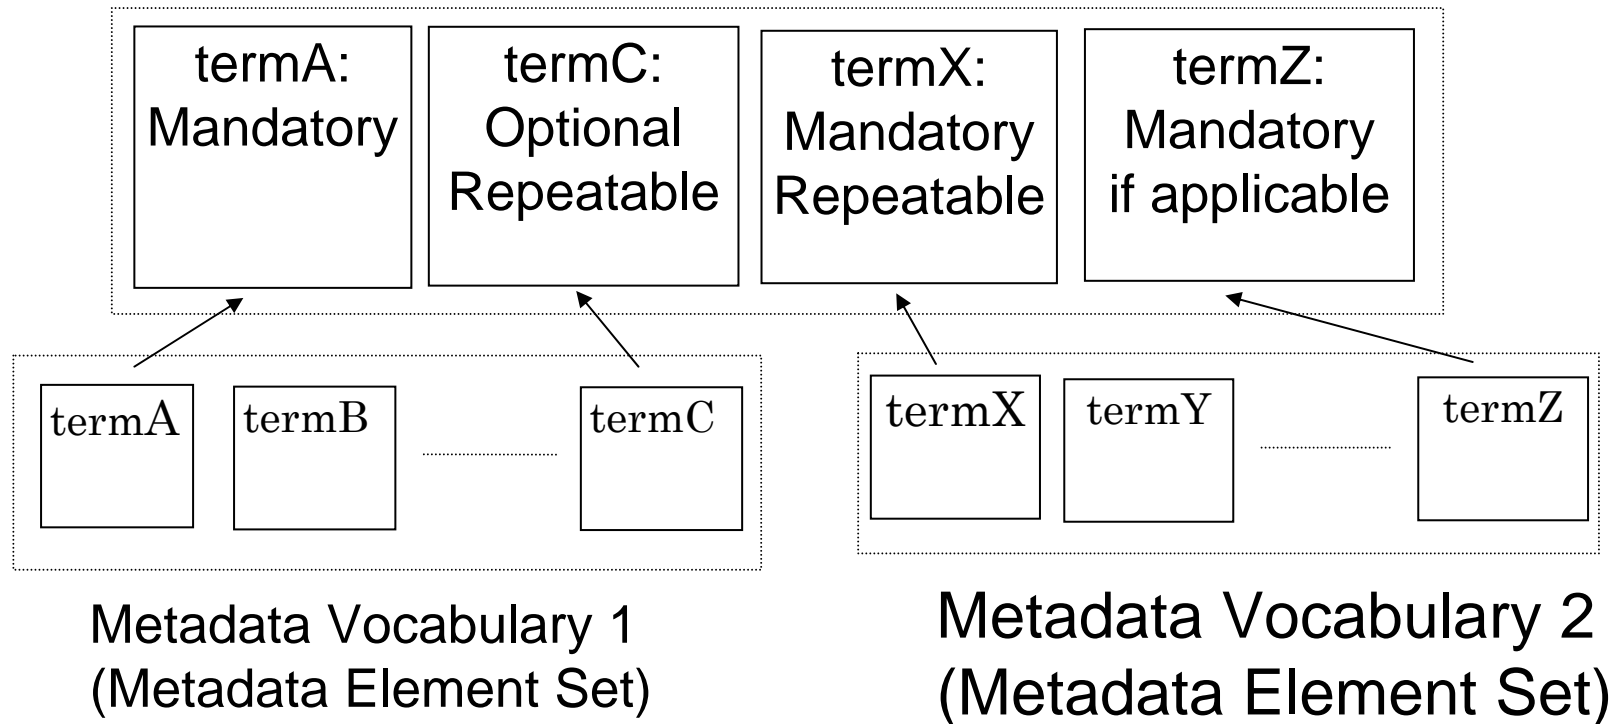 termA:
Mandatory
termC:
Optional
Repeatable
termX:
Mandatory
Repeatable
termZ:
Mandatory
if applicable
termA
termB
termC
termX
termY
termZ
Metadata Vocabulary 1
(Metadata Element Set)
Metadata Vocabulary 2
(Metadata Element Set)